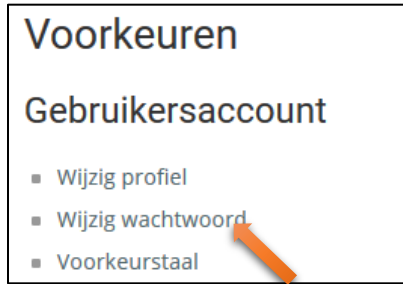 Voorkeuren
Gebruikersaccount
Wijzig profiel
Wijzig wachtwoord
Voorkeurstaal